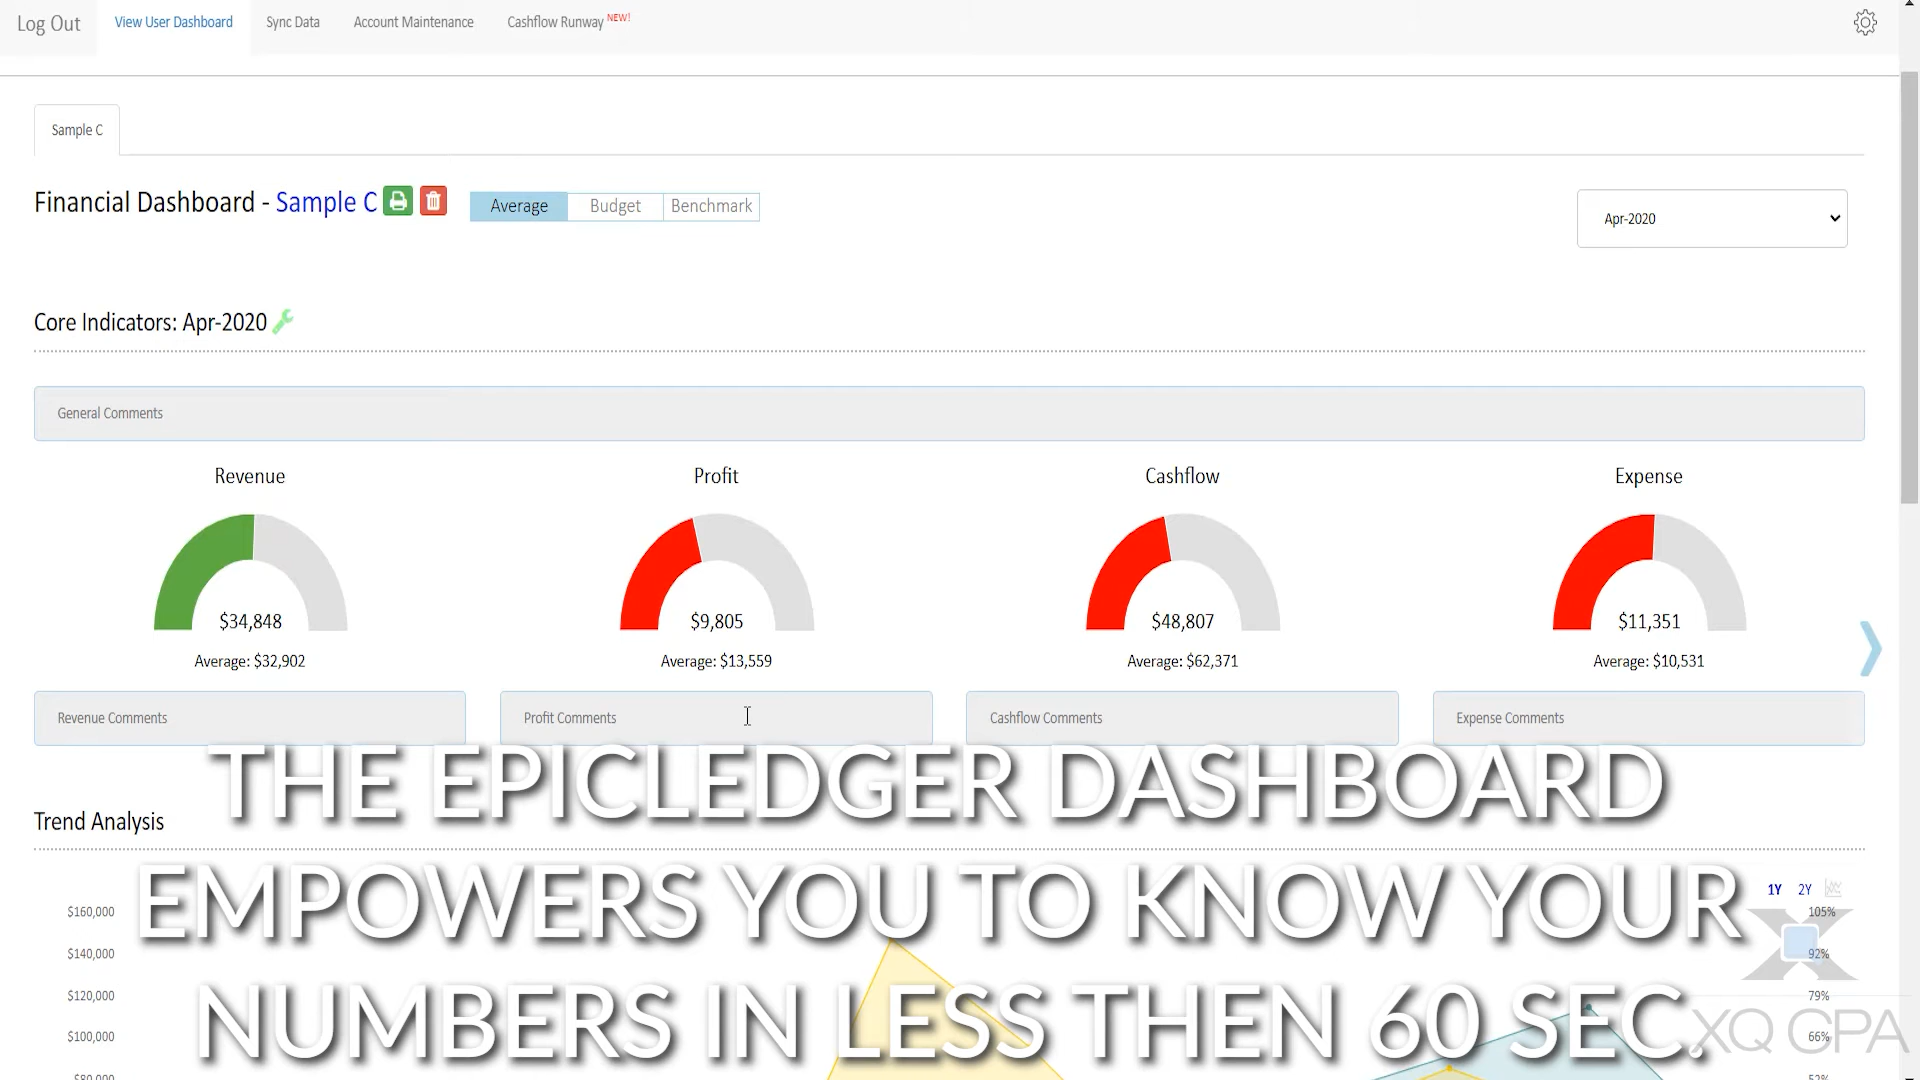 Log Out View User Dashboard Sync Data Account Maintenance Cashflow Runway NEW!
Sample C
Financial Dashboard - Sample C Average Budget Benchmark Apr-2020
Core Indicators: Apr-2020
General Comments
Revenue Profit Cashflow Expense
$34,848 $9,805 $48,807 $11,351
Average: $32,902 Average: $13,559 Average: $62,371 Average: $10,531
Revenue Comments Profit Comments Cashflow Comments Expense Comments
THE EPICLEDGER DASHBOARD
Trend Analysis
EMPOWERS YOU TO KNOW YOUR
1Y 2Y
$160,000 105%
$140,000 92%
$120,000 79%
NUMBERS IN LESS THEN 60 SEC.
$100,000 66%
XQ CPA
$80,000 52%